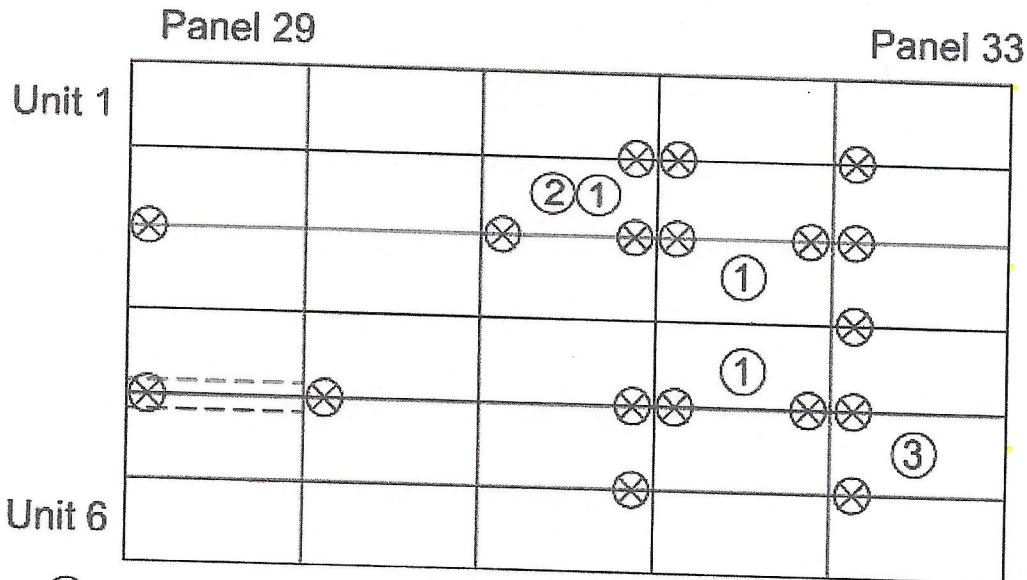 Panel 29
Panel 33
Unit 1
② ①
①
①
③
Unit 6